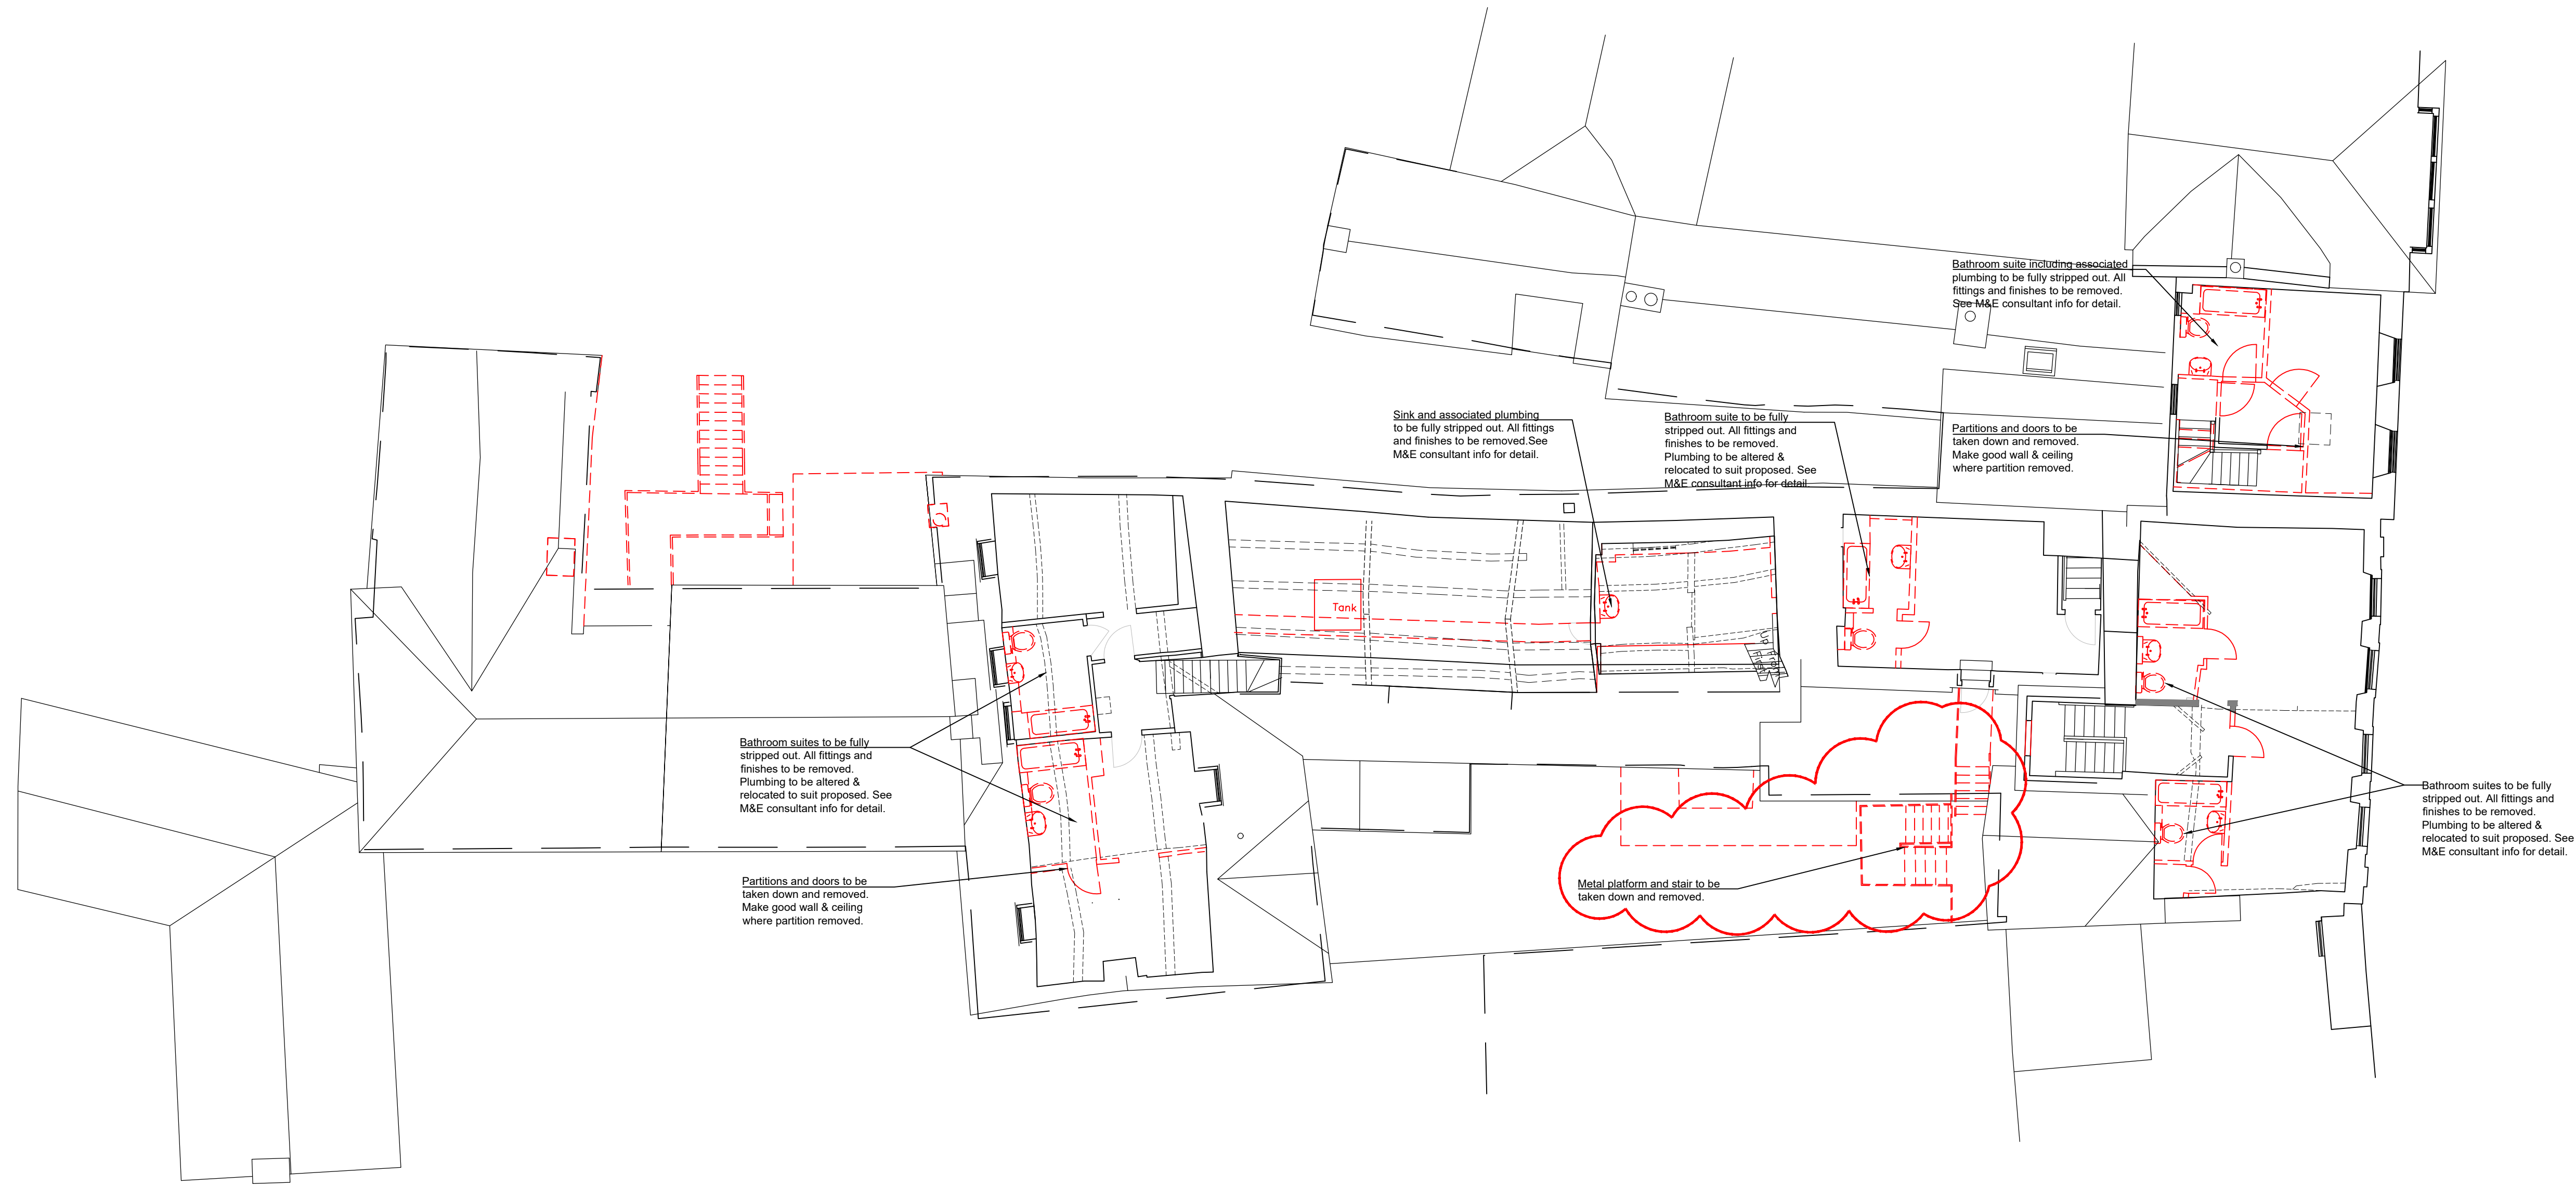 Bathroom suite including associated
plumbing to be fully stripped out. All
fittings and finishes to be removed.
See M&E consultant info for detail.
Sink and associated plumbing
to be fully stripped out. All fittings
and finishes to be removed.See
M&E consultant info for detail.
Bathroom suite to be fully
stripped out. All fittings and
finishes to be removed.
Plumbing to be altered &
relocated to suit proposed. See
M&E consultant info for detail.
Partitions and doors to be
taken down and removed.
Make good wall & ceiling
where partition removed.
Tank
Bathroom suites to be fully
stripped out. All fittings and
finishes to be removed.
Plumbing to be altered &
relocated to suit proposed. See
M&E consultant info for detail.
Bathroom suites to be fully
stripped out. All fittings and
finishes to be removed.
Plumbing to be altered &
relocated to suit proposed. See
M&E consultant info for detail.
Partitions and doors to be
taken down and removed.
Make good wall & ceiling
where partition removed.
Metal platform and stair to be
taken down and removed.